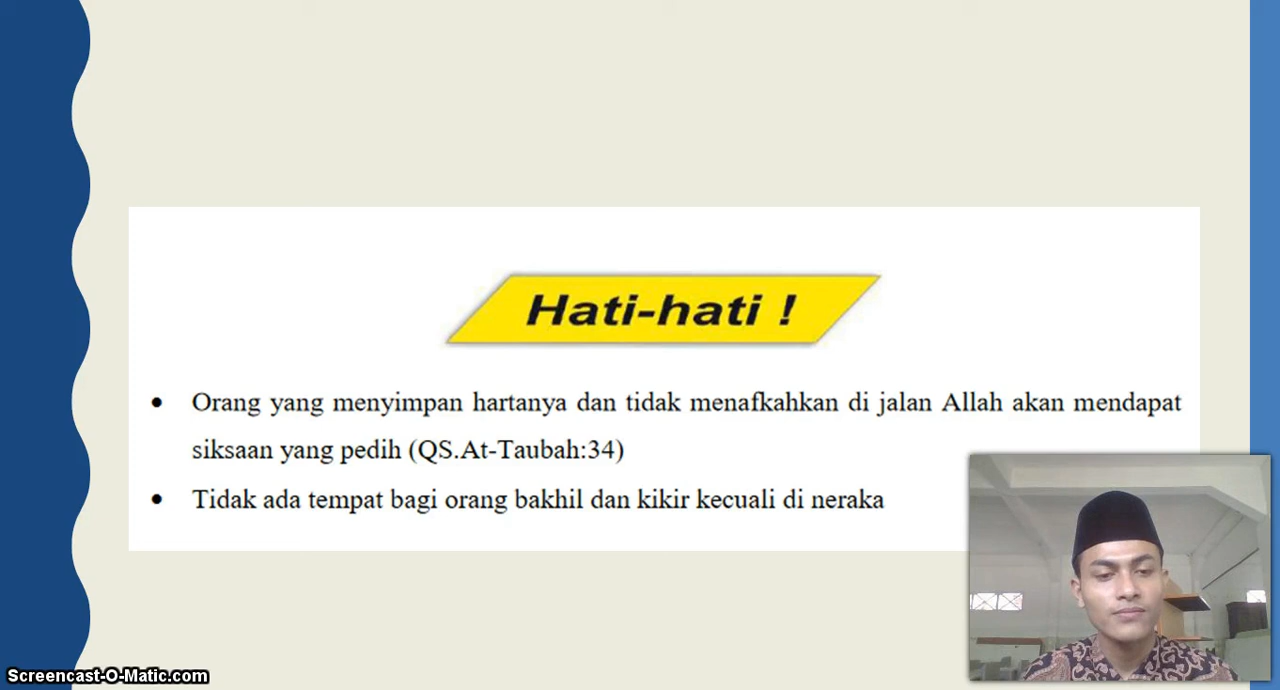 Hati-hati !
• Orang yang menyimpan hartanya dan tidak menafkahkan di jalan Allah akan mendapat
siksaan yang pedih (QS.At-Taubah:34)
• Tidak ada tempat bagi orang bakhil dan kikir kecuali di neraka
Screencast-O-Matic.com